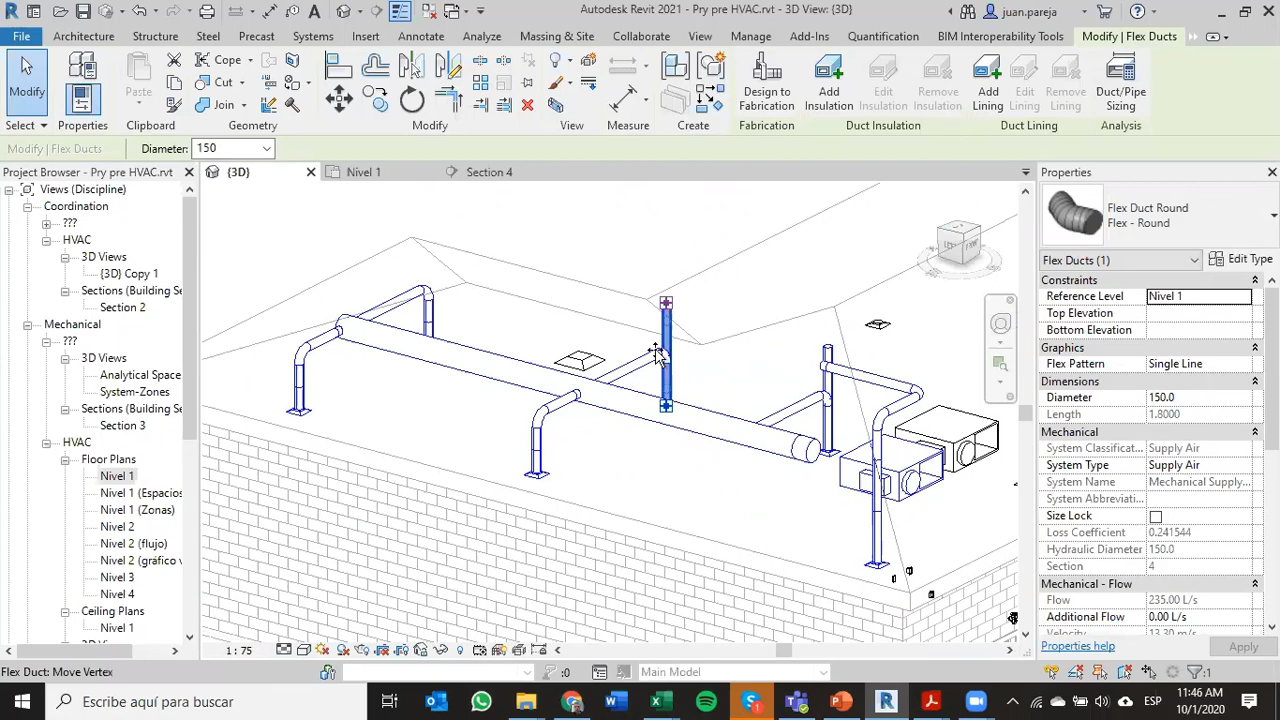 Autodesk Revit 2021 - Pry pre HVAC.rvt - 3D View: {3D}
juan.pareja
File Architecture Structure Steel Precast Systems Insert Annotate Analyze Massing & Site Collaborate View Manage Add-Ins Quantification BIM Interoperability Tools Modify | Flex Ducts
Modify
Paste
Cope
Cut
Join
Design to
Fabrication
Add
Insulation
Edit
Insulation
Remove
Insulation
Add
Lining
Edit
Lining
Remove
Lining
Duct/Pipe
Sizing
Select Properties Clipboard Geometry Modify View Measure Create Fabrication Duct Insulation Duct Lining Analysis
Modify | Flex Ducts Diameter: 150
Project Browser - Pry pre HVAC.rvt
{3D} Nivel 1 Section 4
Properties
Views (Discipline)
Coordination
???
HVAC
3D Views
{3D} Copy 1
Sections (Building Se
Section 2
Mechanical
???
3D Views
Analytical Space
System-Zones
Sections (Building Se
Section 3
HVAC
Floor Plans
Nivel 1
Nivel 1 (Espacios
Nivel 1 (Zonas)
Nivel 2
Nivel 2 (flujo)
Nivel 2 (gráfico v
Nivel 3
Nivel 4
Ceiling Plans
Nivel 1
Flex Duct Round
Flex - Round
Flex Ducts (1) Edit Type
Constraints
Reference Level Nivel 1
Top Elevation
Bottom Elevation
Graphics
Flex Pattern Single Line
Dimensions
Diameter 150.0
Length 1.8000
Mechanical
System Classificat...
Supply Air
System Type Supply Air
System Name Mechanical Supply...
System Abbreviati...
Size Lock
Loss Coefficient 0.241544
Hydraulic Diameter 150.0
Section 4
Mechanical - Flow
Flow 235.00 L/s
Additional Flow 0.00 L/s
Velocity 13.30 m/s
Properties help Apply
1 : 75
Flex Duct: Move Vertex
:0 Main Model :1
Escribe aquí para buscar
ESP
11:46 AM
10/1/2020